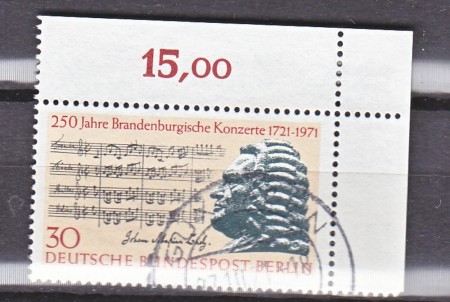 15,00
250 Jahre Brandenburgische Konzerte 1721-1971
30
DEUTSCHE BUNDESPOST BERLIN